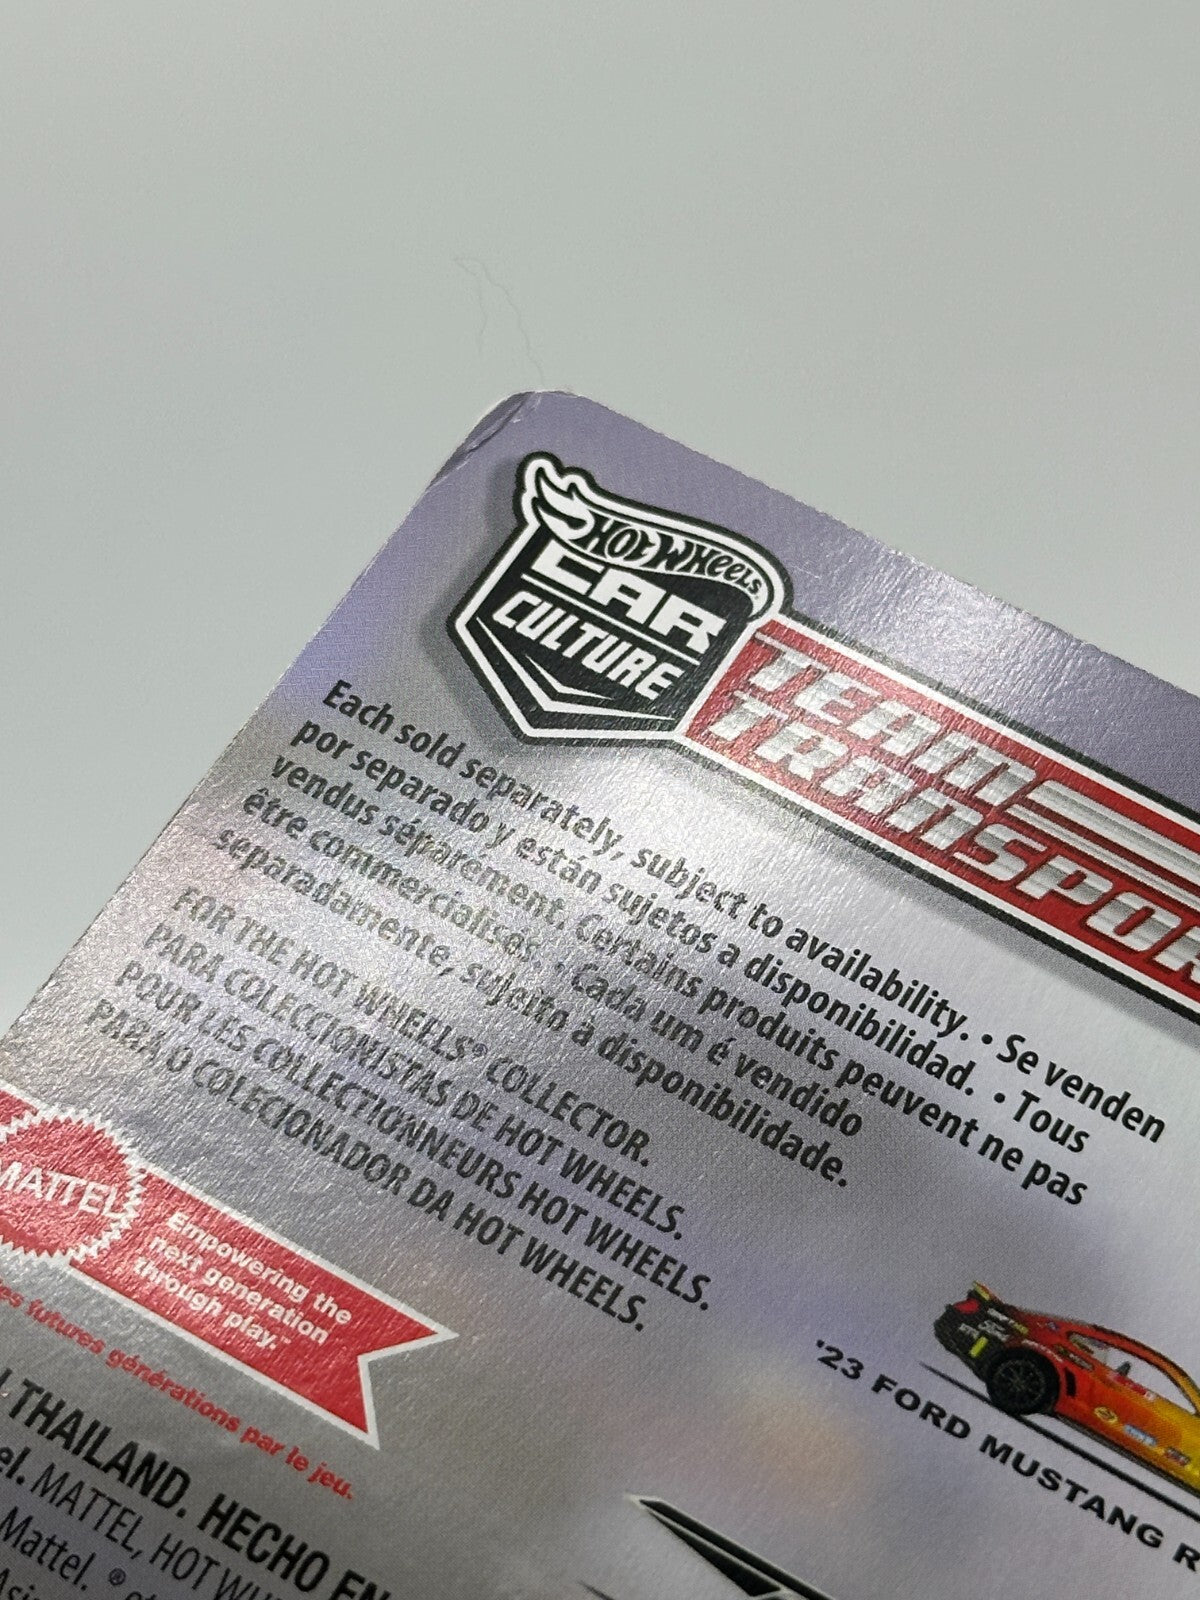 HOT WHEELS
CAR
CULTURE
TEAM
TRANSPOR
Each sold separately, subject to availability. • Se venden
por separado y están sujetos a disponibilidad. • Tous
vendus séparément. Certains produits peuvent ne pas
être commercialisés. • Cada um é vendido
separadamente, sujeito à disponibilidade.
FOR THE HOT WHEELS® COLLECTOR.
PARA COLECCIONISTAS DE HOT WHEELS.
POUR LES COLLECTIONNEURS HOT WHEELS.
PARA O COLECIONADOR DA HOT WHEELS.
MATTEL
Empowering the
next generation
through play.™
futures générations par le jeu.
'23 FORD MUSTANG R
THAILAND. HECHO EN
MATTEL, HOT
Mattel. ®